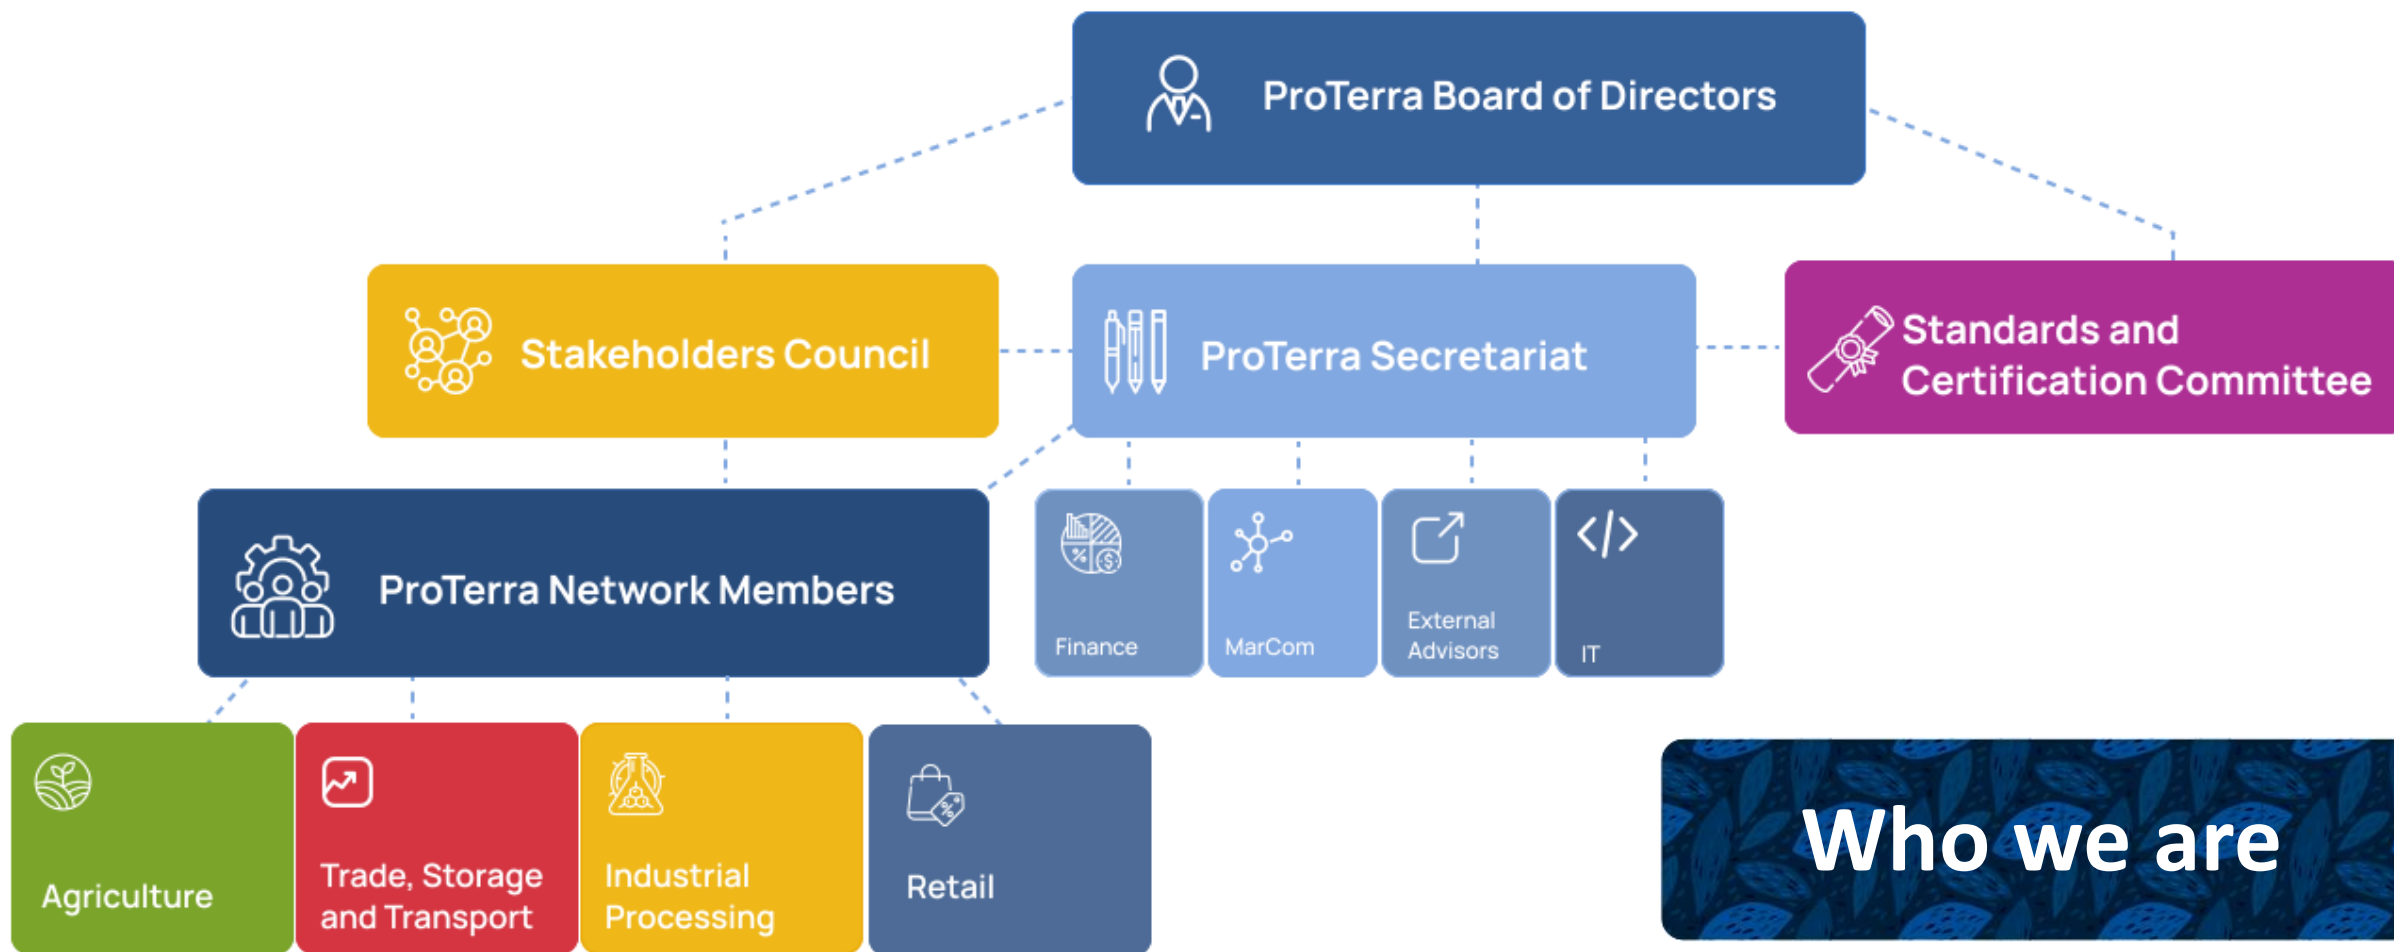 ProTerra Board of Directors
Stakeholders Council
ProTerra Secretariat
Standards and
Certification Committee
ProTerra Network Members
Finance
MarCom
External
Advisors
IT
Agriculture
Trade, Storage
and Transport
Industrial
Processing
Retail
Who we are